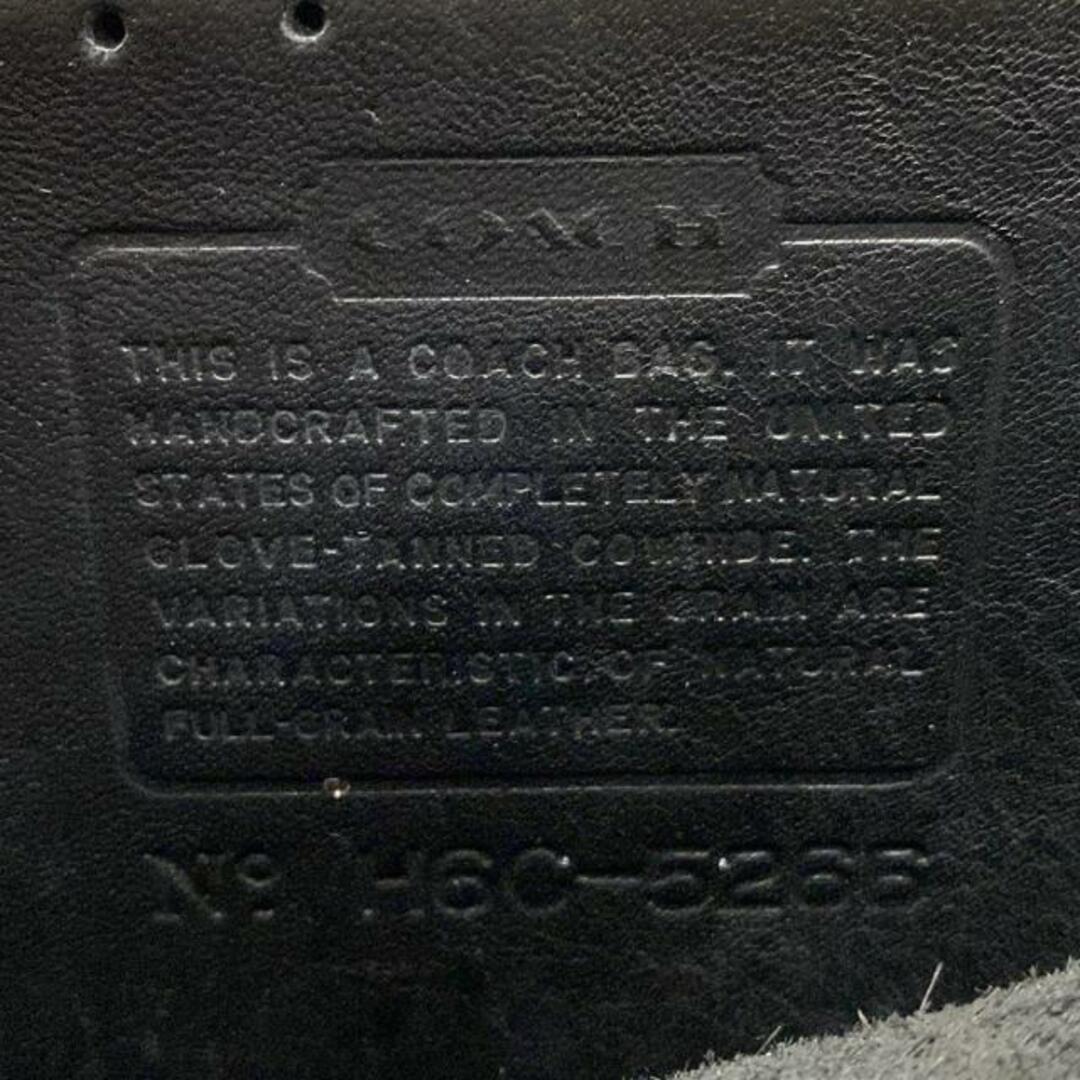 COACH
THIS IS A COACH BAG. IT WAS
HANDCRAFTED IN THE UNITED
STATES OF COMPLETELY NATURAL
GLOVE-TANNED COWHIDE. THE
VARIATIONS IN THE GRAIN ARE
CHARACTERISTIC OF NATURAL
FULL-GRAIN LEATHER.
Nº H6C-5265